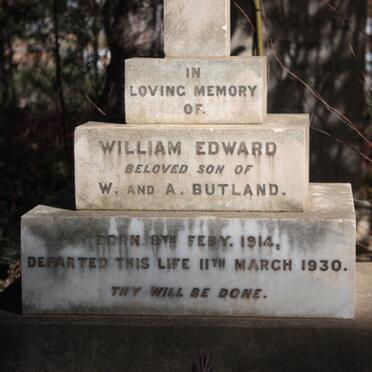 IN
LOVING MEMORY
OF.
WILLIAM EDWARD
BELOVED SON OF
W. AND A. BUTLAND.
BORN 8TH FEBY. 1914,
DEPARTED THIS LIFE 11TH MARCH 1930.
THY WILL BE DONE.